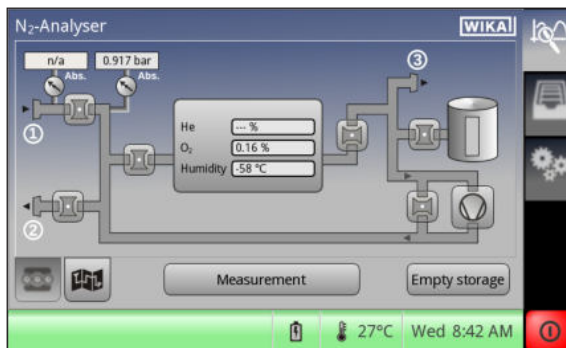 N₂-Analyser
WIKA
n/a
0.917 bar
Abs.
Abs.
③
①
He
--- %
O₂
0.16 %
Humidity
-58 °C
②
Measurement
Empty storage
27°C
Wed 8:42 AM